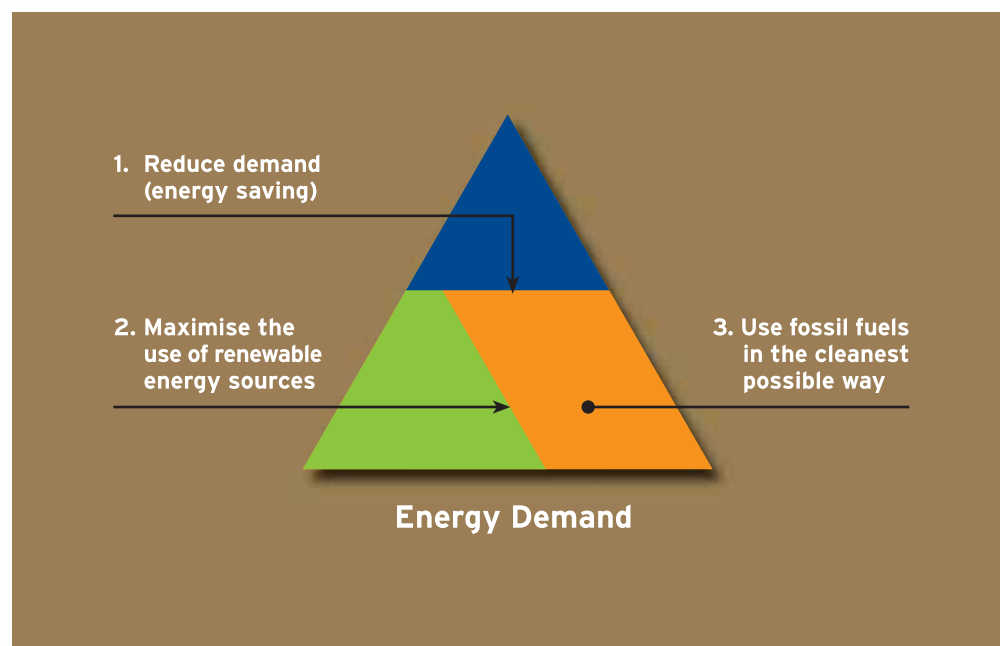 1. Reduce demand
(energy saving)
2. Maximise the
use of renewable
energy sources
3. Use fossil fuels
in the cleanest
possible way
Energy Demand